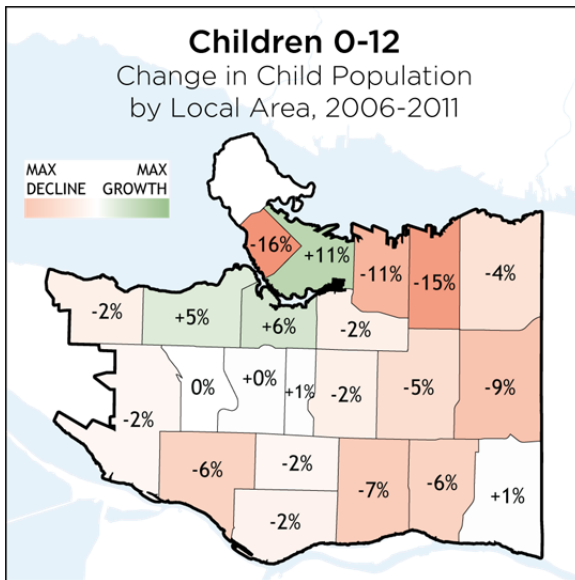 Children 0-12
Change in Child Population
by Local Area, 2006-2011
MAX MAX
DECLINE GROWTH
-16% +11% -11% -15% -4%
-2% +5% +6% -2%
-2% 0% +0% +1% -2% -5% -9%
-6% -2% -7% -6% +1%
-2%